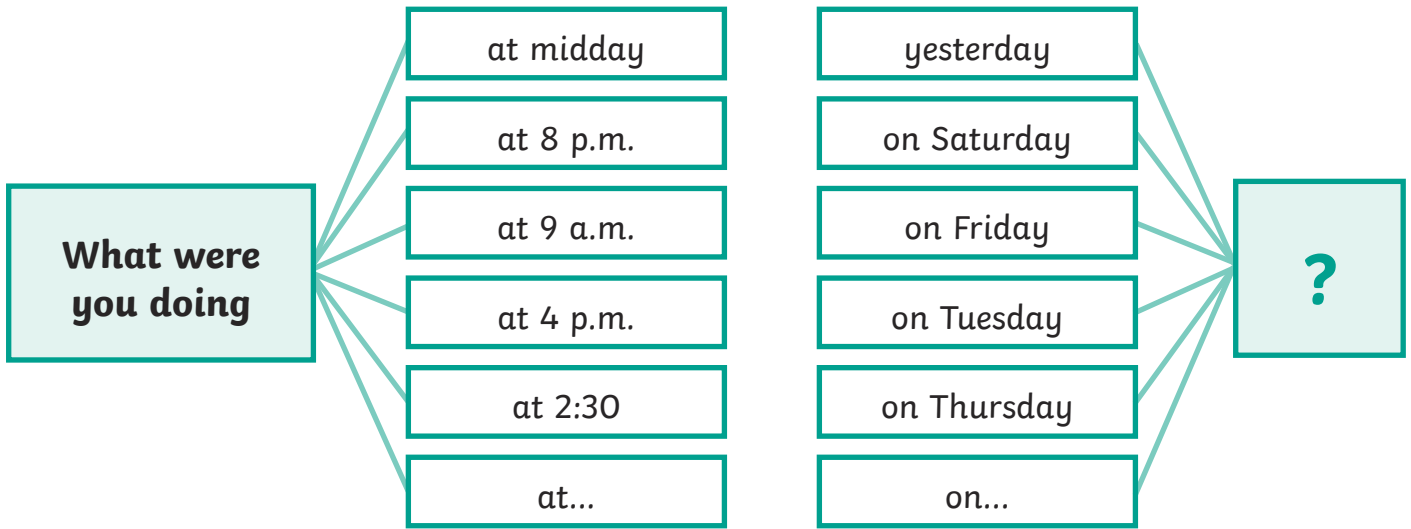 What were
you doing
at midday
at 8 p.m.
at 9 a.m.
at 4 p.m.
at 2:30
at...
yesterday
on Saturday
on Friday
on Tuesday
on Thursday
on...
?